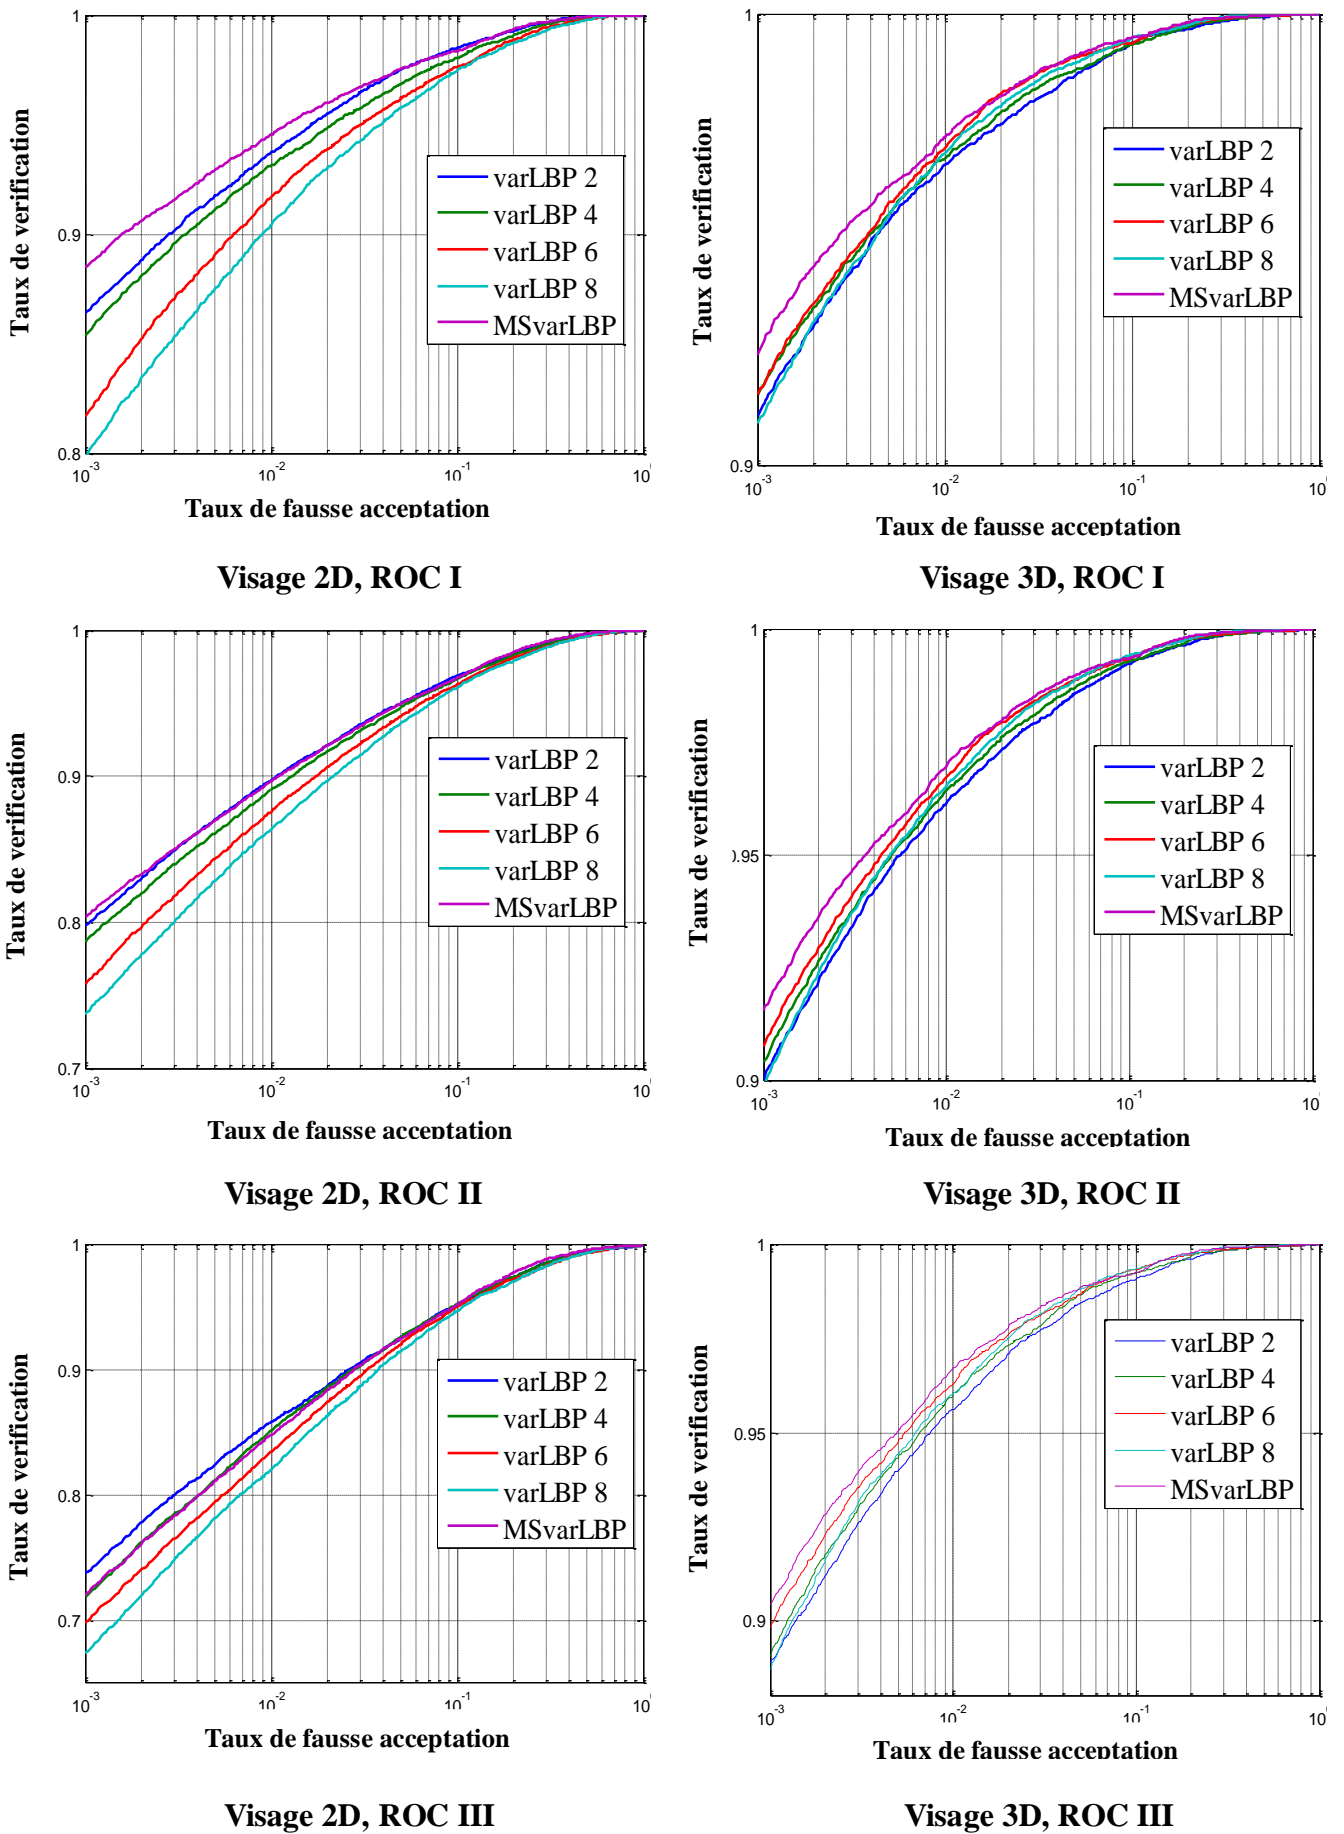 1
0.9
0.8
10-3
10-2
10-1
10
Taux de verification
Taux de fausse acceptation
varLBP 2
varLBP 4
varLBP 6
varLBP 8
MSvarLBP
Visage 2D, ROC I
1
0.9
10-3
10-2
10-1
10
Taux de verification
Taux de fausse acceptation
varLBP 2
varLBP 4
varLBP 6
varLBP 8
MSvarLBP
Visage 3D, ROC I
1
0.9
0.8
0.7
10-3
10-2
10-1
10
Taux de verification
Taux de fausse acceptation
varLBP 2
varLBP 4
varLBP 6
varLBP 8
MSvarLBP
Visage 2D, ROC II
1
.95
0.9
10-3
10-2
10-1
10
Taux de verification
Taux de fausse acceptation
varLBP 2
varLBP 4
varLBP 6
varLBP 8
MSvarLBP
Visage 3D, ROC II
1
0.9
0.8
0.7
10-3
10-2
10-1
10
Taux de verification
Taux de fausse acceptation
varLBP 2
varLBP 4
varLBP 6
varLBP 8
MSvarLBP
Visage 2D, ROC III
1
0.95
0.9
10-3
10-2
10-1
10
Taux de verification
Taux de fausse acceptation
varLBP 2
varLBP 4
varLBP 6
varLBP 8
MSvarLBP
Visage 3D, ROC III